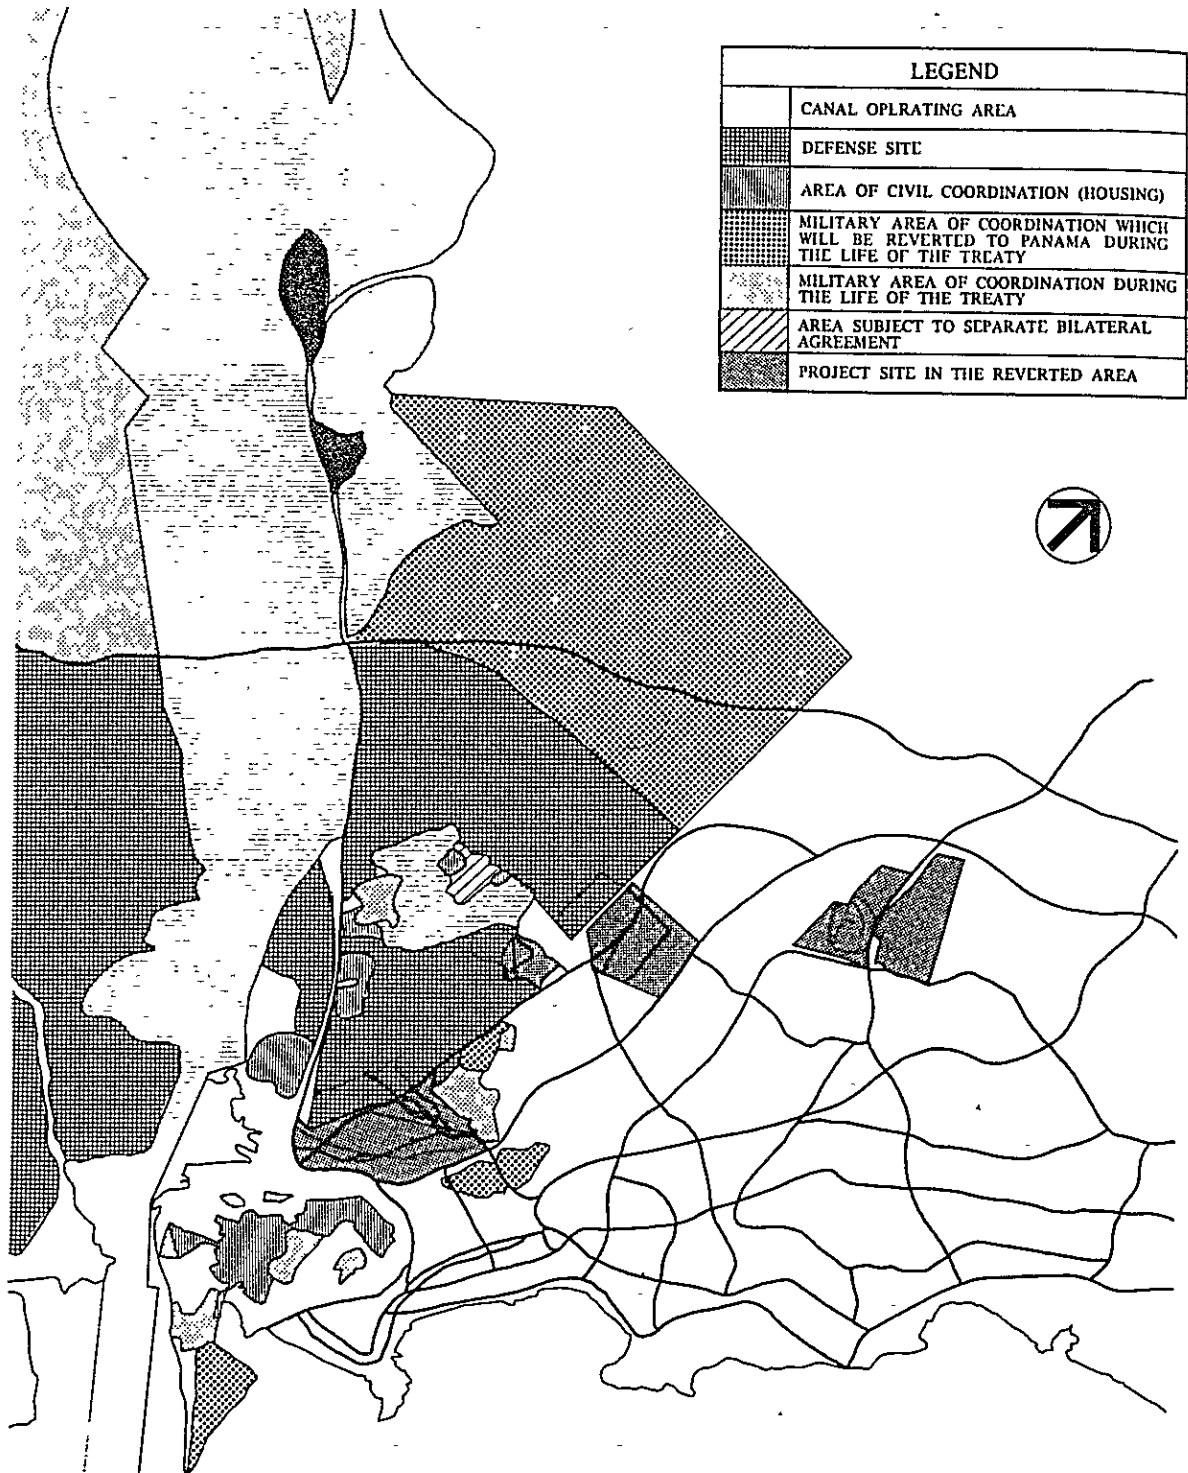 LEGEND
CANAL OPERATING AREA
DEFENSE SITE
AREA OF CIVIL COORDINATION (HOUSING)
MILITARY AREA OF COORDINATION WHICH
WILL BE REVERTED TO PANAMA DURING
THE LIFE OF THE TREATY
MILITARY AREA OF COORDINATION DURING
THE LIFE OF THE TREATY
AREA SUBJECT TO SEPARATE BILATERAL
AGREEMENT
PROJECT SITE IN THE REVERTED AREA